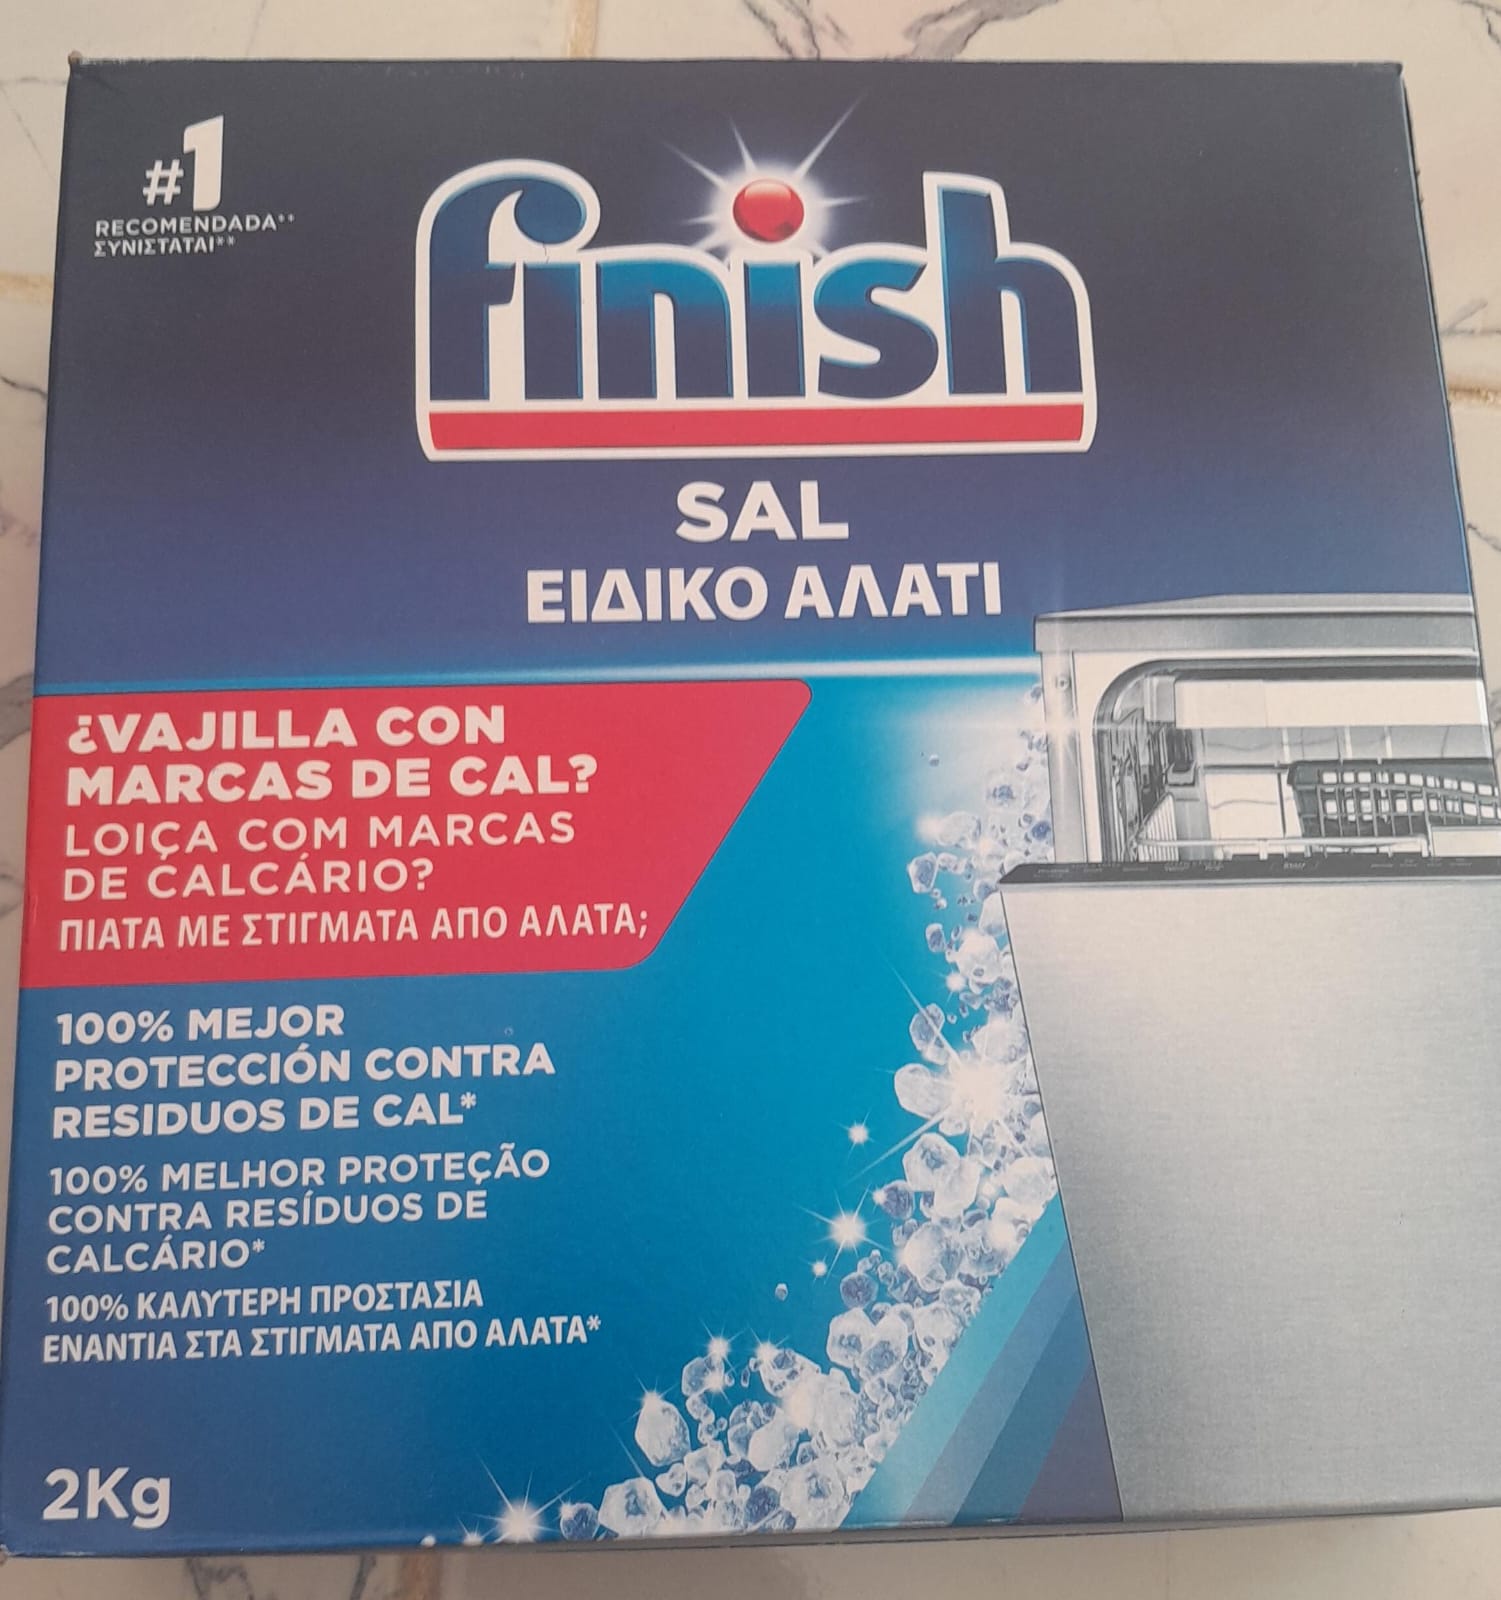 #1
RECOMENDADA**
ΣΥΝΙΣΤΑΤΑΙ**
finish
SAL
ΕΙΔΙΚΟ ΑΛΑΤΙ
¿VAJILLA CON
MARCAS DE CAL?
LOIÇA COM MARCAS
DE CALCÁRIO?
ΠΙΑΤΑ ΜΕ ΣΤΙΓΜΑΤΑ ΑΠΟ ΑΛΑΤΑ;
100% MEJOR
PROTECCIÓN CONTRA
RESIDUOS DE CAL*
100% MELHOR PROTEÇÃO
CONTRA RESÍDUOS DE
CALCÁRIO*
100% ΚΑΛΥΤΕΡΗ ΠΡΟΣΤΑΣΙΑ
ΕΝΑΝΤΙΑ ΣΤΑ ΣΤΙΓΜΑΤΑ ΑΠΟ ΑΛΑΤΑ*
2Kg